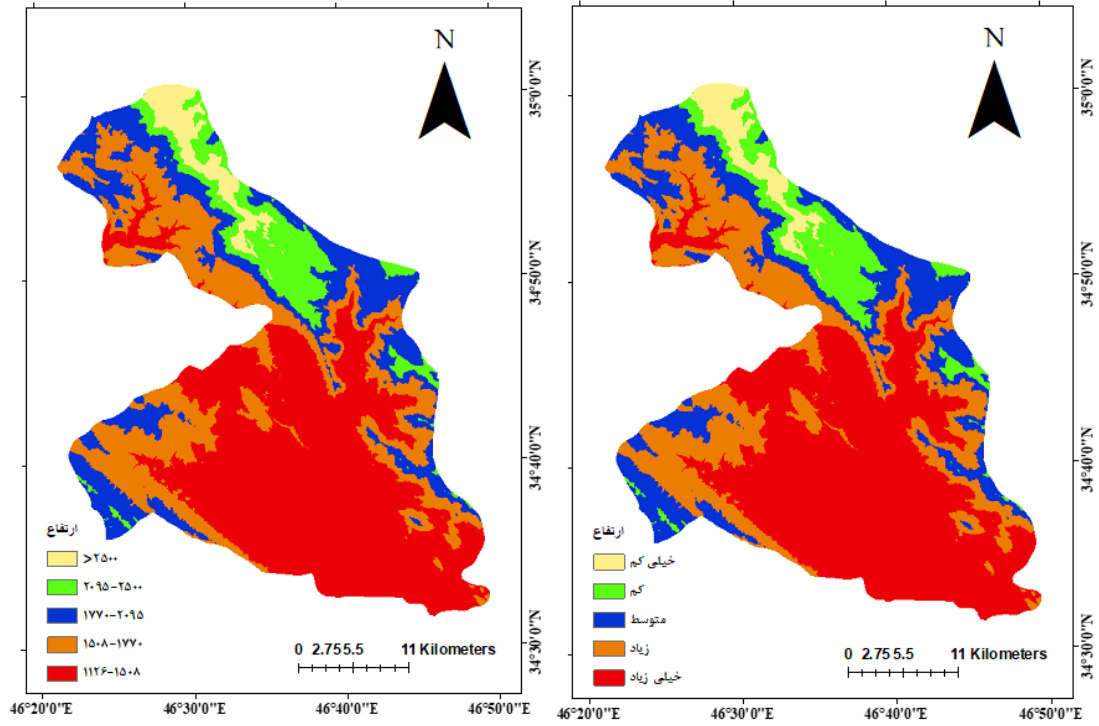 N
35°0'0"N
34°50'0"N
34°40'0"N
34°30'0"N
ارتفاع
>۲۵۰۰
۲۰۹۵-۲۵۰۰
۱۷۷۰-۲۰۹۵
۱۵۰۸-۱۷۷۰
۱۱۲۶-۱۵۰۸
0 2.755.5 11 Kilometers
46°20'0"E 46°30'0"E 46°40'0"E 46°50'0"E
N
35°0'0"N
34°50'0"N
34°40'0"N
34°30'0"N
ارتفاع
خیلی کم
کم
متوسط
زیاد
خیلی زیاد
0 2.755.5 11 Kilometers
46°20'0"E 46°30'0"E 46°40'0"E 46°50'0"E